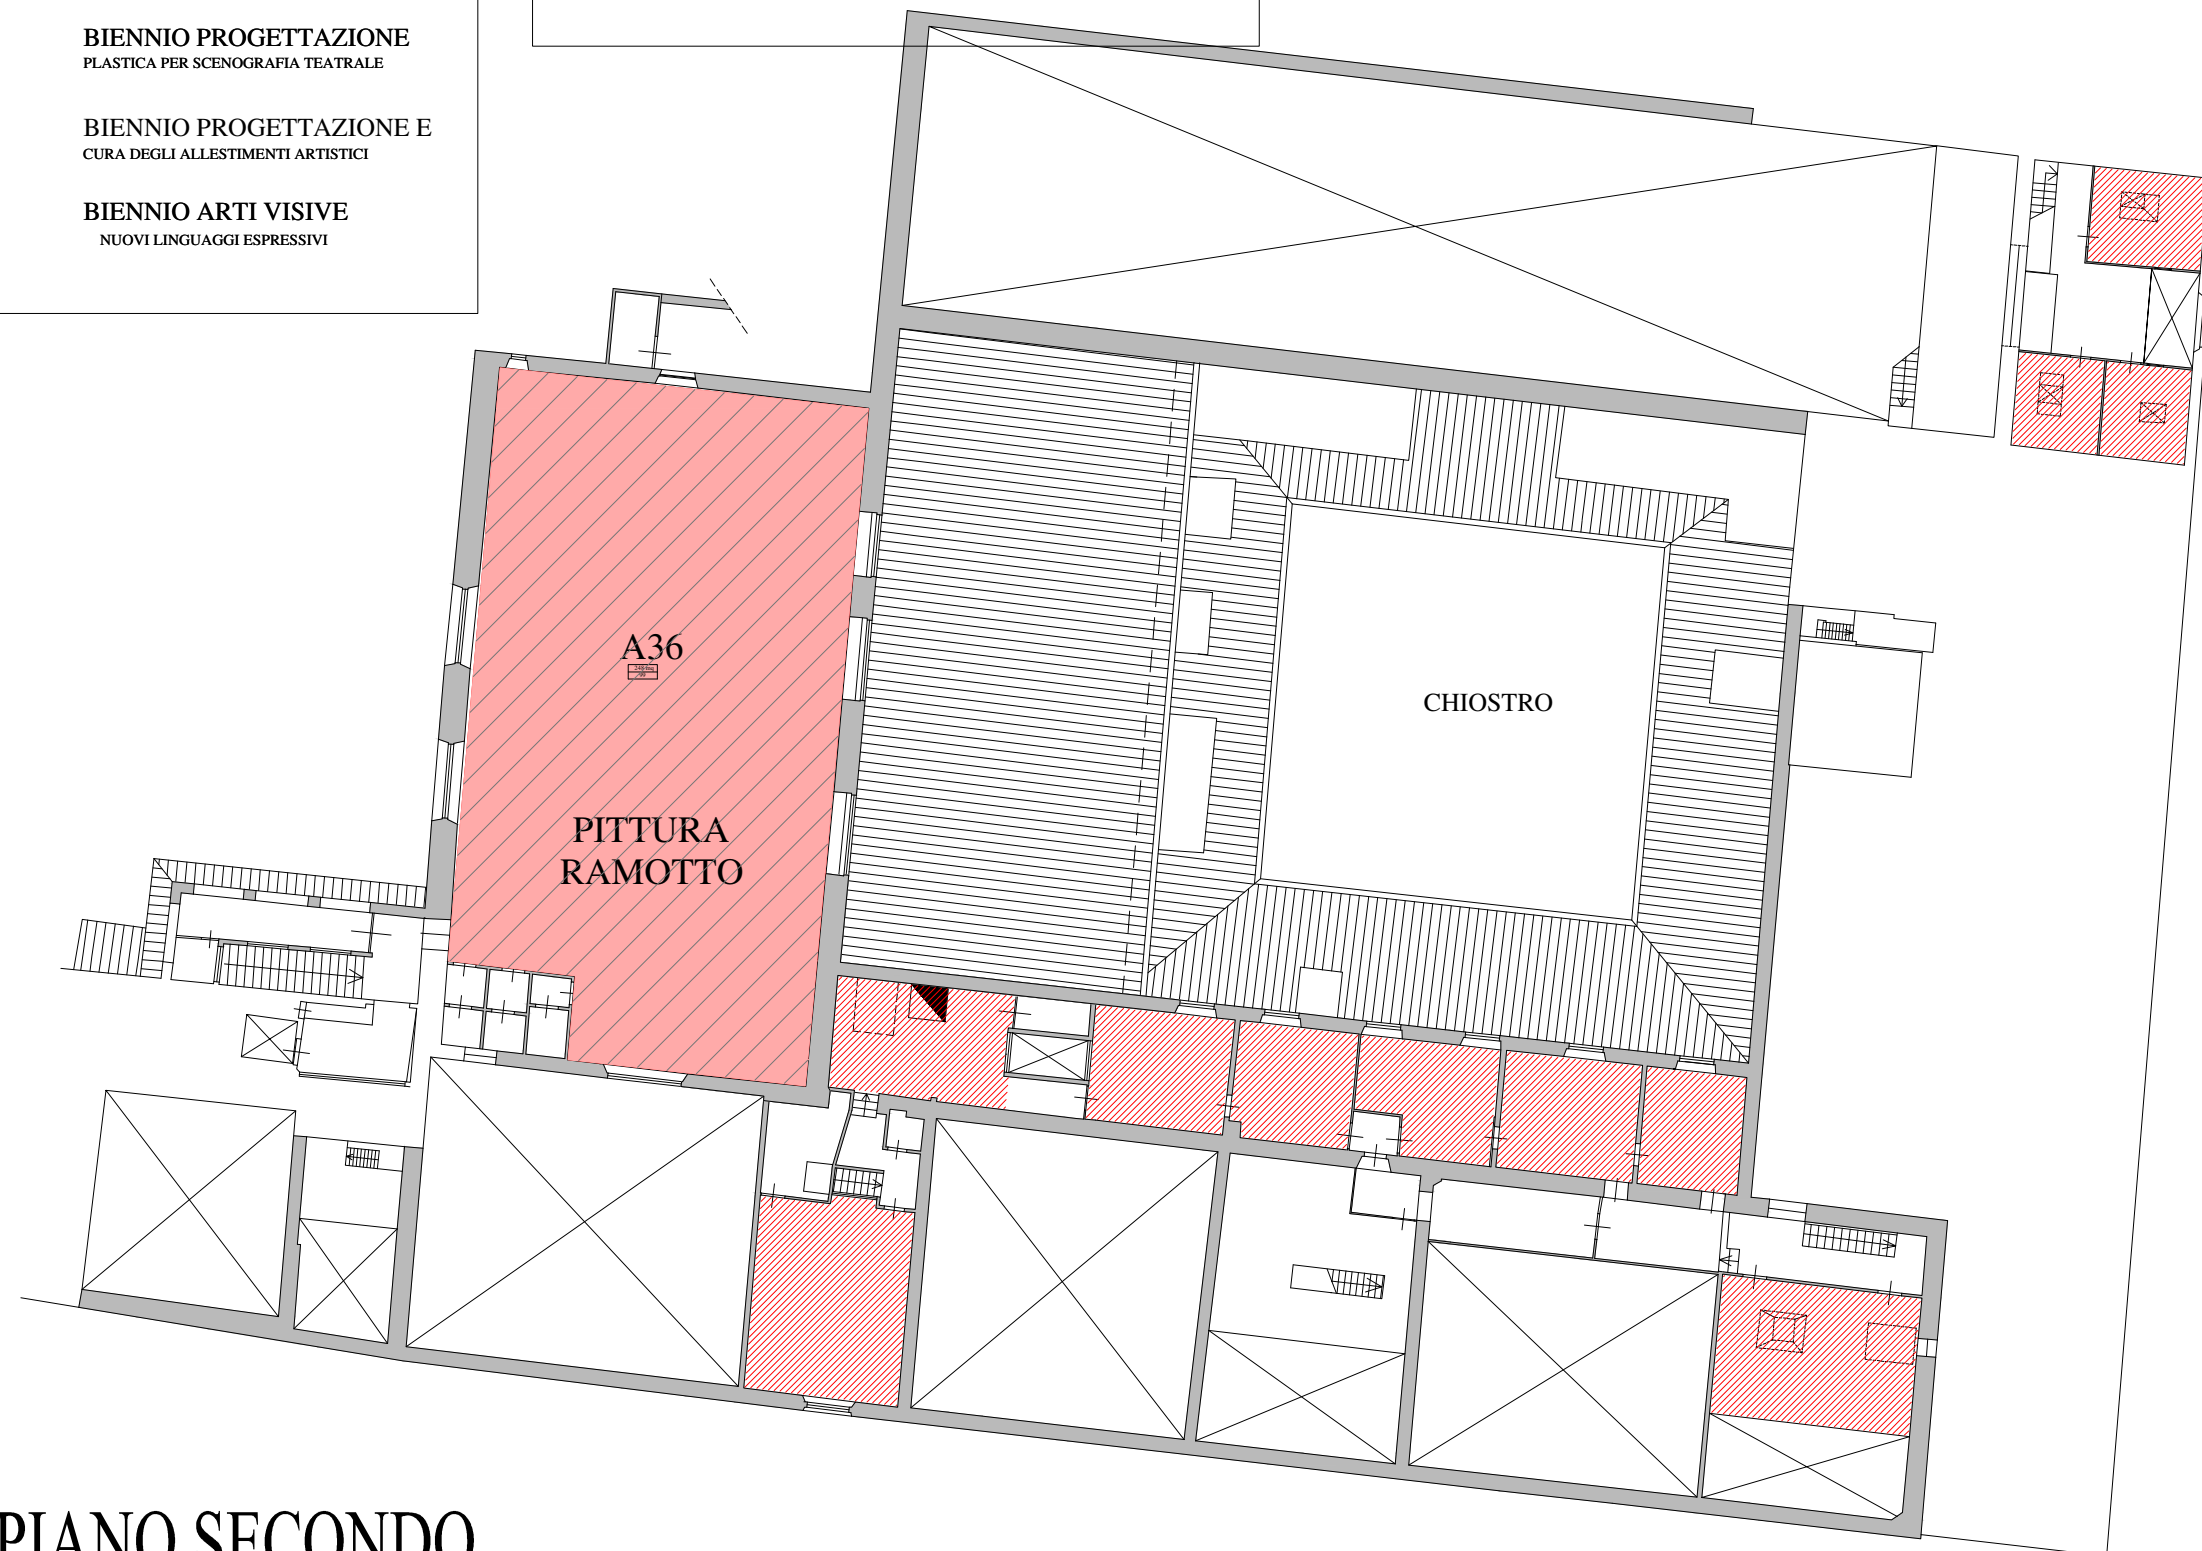 BIENNIO PROGETTAZIONE
PLASTICA PER SCENOGRAFIA TEATRALE
BIENNIO PROGETTAZIONE E
CURA DEGLI ALLESTIMENTI ARTISTICI
BIENNIO ARTI VISIVE
NUOVI LINGUAGGI ESPRESSIVI
A36
PITTURA
RAMOTTO
CHIOSTRO
PIANO SECONDO